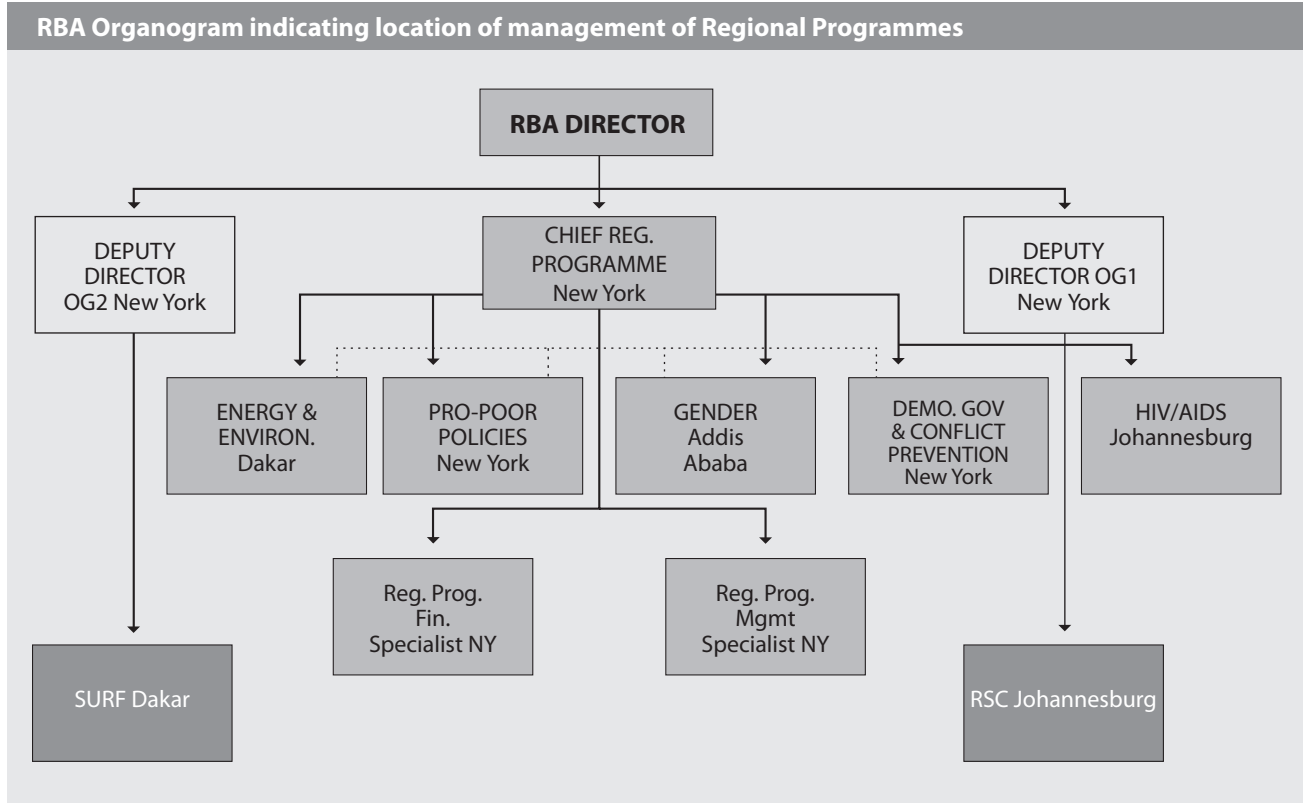 RBA Organogram indicating location of management of Regional Programmes
RBA DIRECTOR
DEPUTY
DIRECTOR
OG2 New York
CHIEF REG.
PROGRAMME
New York
DEPUTY
DIRECTOR OG1
New York
ENERGY &
ENVIRON.
Dakar
PRO-POOR
POLICIES
New York
GENDER
Addis
Ababa
DEMO. GOV
& CONFLICT
PREVENTION
New York
HIV/AIDS
Johannesburg
Reg. Prog.
Fin.
Specialist NY
Reg. Prog.
Mgmt
Specialist NY
SURF Dakar
RSC Johannesburg